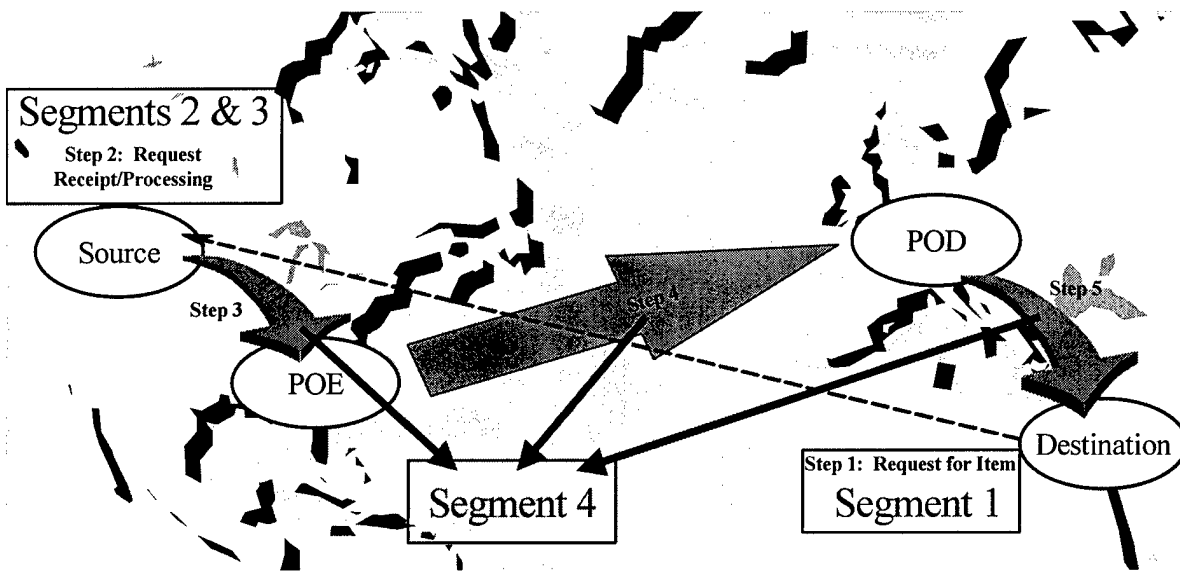 Segments 2 & 3
Step 2: Request
Receipt/Processing
Source
Step 3
POE
Step 4
POD
Step 5
Destination
Step 1: Request for Item
Segment 1
Segment 4